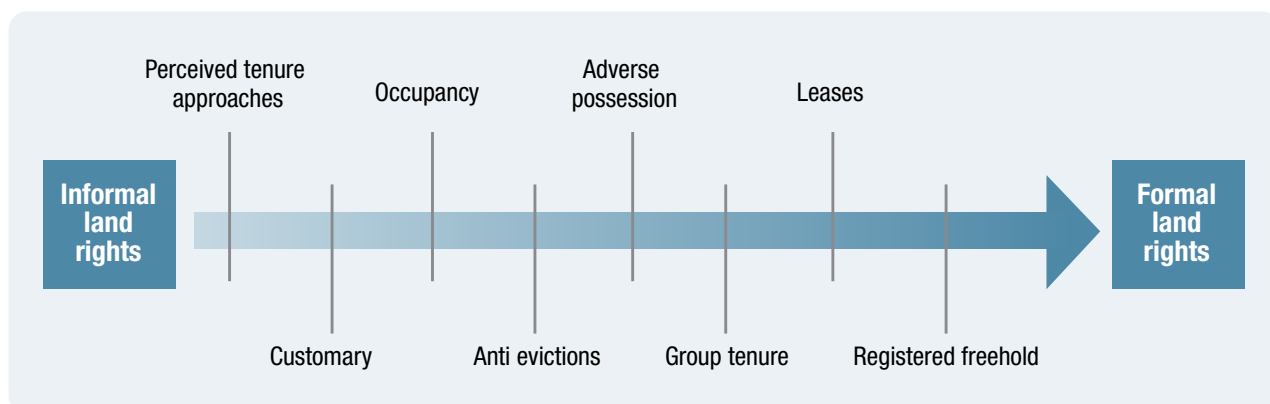 Perceived tenure
approaches
Occupancy
Adverse
possession
Leases
Informal
land
rights
Formal
land
rights
Customary
Anti evictions
Group tenure
Registered freehold